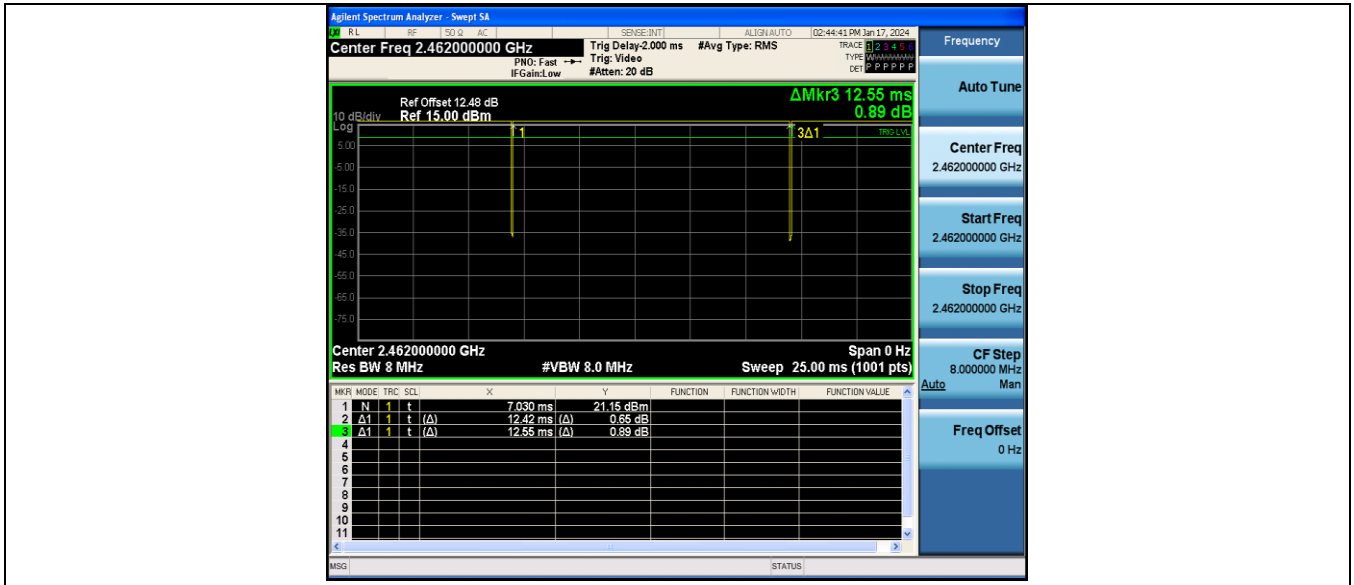 Agilent Spectrum Analyzer - Swept SA
LXI RL RF 50 Ω AC SENSE:INT ALIGN AUTO 02:44:41 PM Jan 17, 2024
Center Freq 2.462000000 GHz Trig Delay-2.000 ms #Avg Type: RMS TRACE 1 2 3 4 5 6
PNO: Fast Trig: Video TYPE WWWWWW
IFGain:Low #Atten: 20 dB DET P P P P P P
ΔMkr3 12.55 ms
0.89 dB
Ref Offset 12.48 dB
10 dB/div Ref 15.00 dBm
Log
1
3Δ1
TRIG LVL
5.00
-5.00
-15.0
-25.0
-35.0
-45.0
-55.0
-65.0
-75.0
Center 2.462000000 GHz Span 0 Hz
Res BW 8 MHz #VBW 8.0 MHz Sweep 25.00 ms (1001 pts)
MKR MODE TRC SCL X Y FUNCTION FUNCTION WIDTH FUNCTION VALUE
1 N 1 t 7.030 ms 21.15 dBm
2 Δ1 1 t (Δ) 12.42 ms (Δ) 0.65 dB
3 Δ1 1 t (Δ) 12.55 ms (Δ) 0.89 dB
4
5
6
7
8
9
10
11
MSG STATUS
Frequency
Auto Tune
Center Freq
2.462000000 GHz
Start Freq
2.462000000 GHz
Stop Freq
2.462000000 GHz
CF Step
8.000000 MHz
Auto Man
Freq Offset
0 Hz